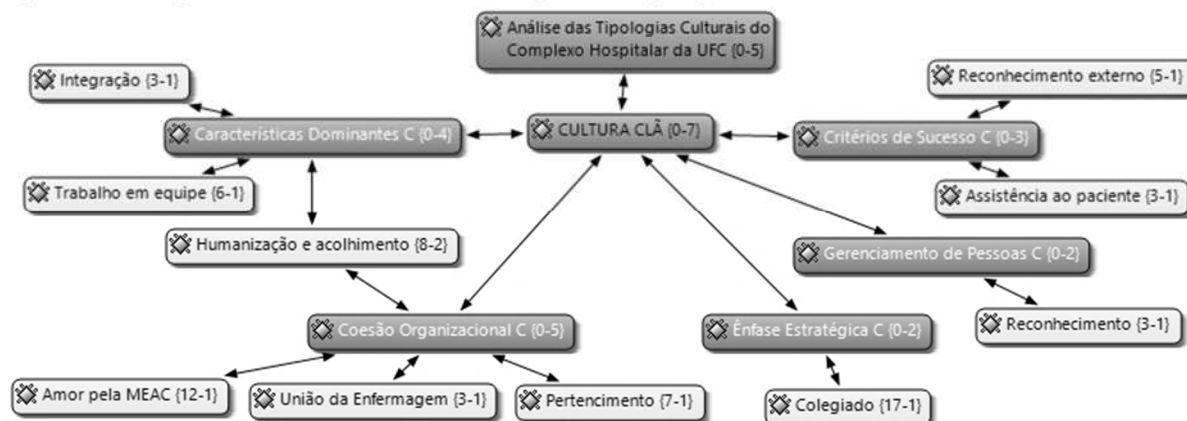 Análise das Tipologias Culturais do
Complexo Hospitalar da UFC {0-5}
Integração {3-1}
Reconhecimento externo {5-1}
Características Dominantes C {0-4}
CULTURA CLÃ {0-7}
Critérios de Sucesso C {0-3}
Trabalho em equipe {6-1}
Assistência ao paciente {3-1}
Humanização e acolhimento {8-2}
Gerenciamento de Pessoas C {0-2}
Coesão Organizacional C {0-5}
Ênfase Estratégica C {0-2}
Reconhecimento {3-1}
Amor pela MEAC {12-1}
União da Enfermagem {3-1}
Pertencimento {7-1}
Colegiado {17-1}